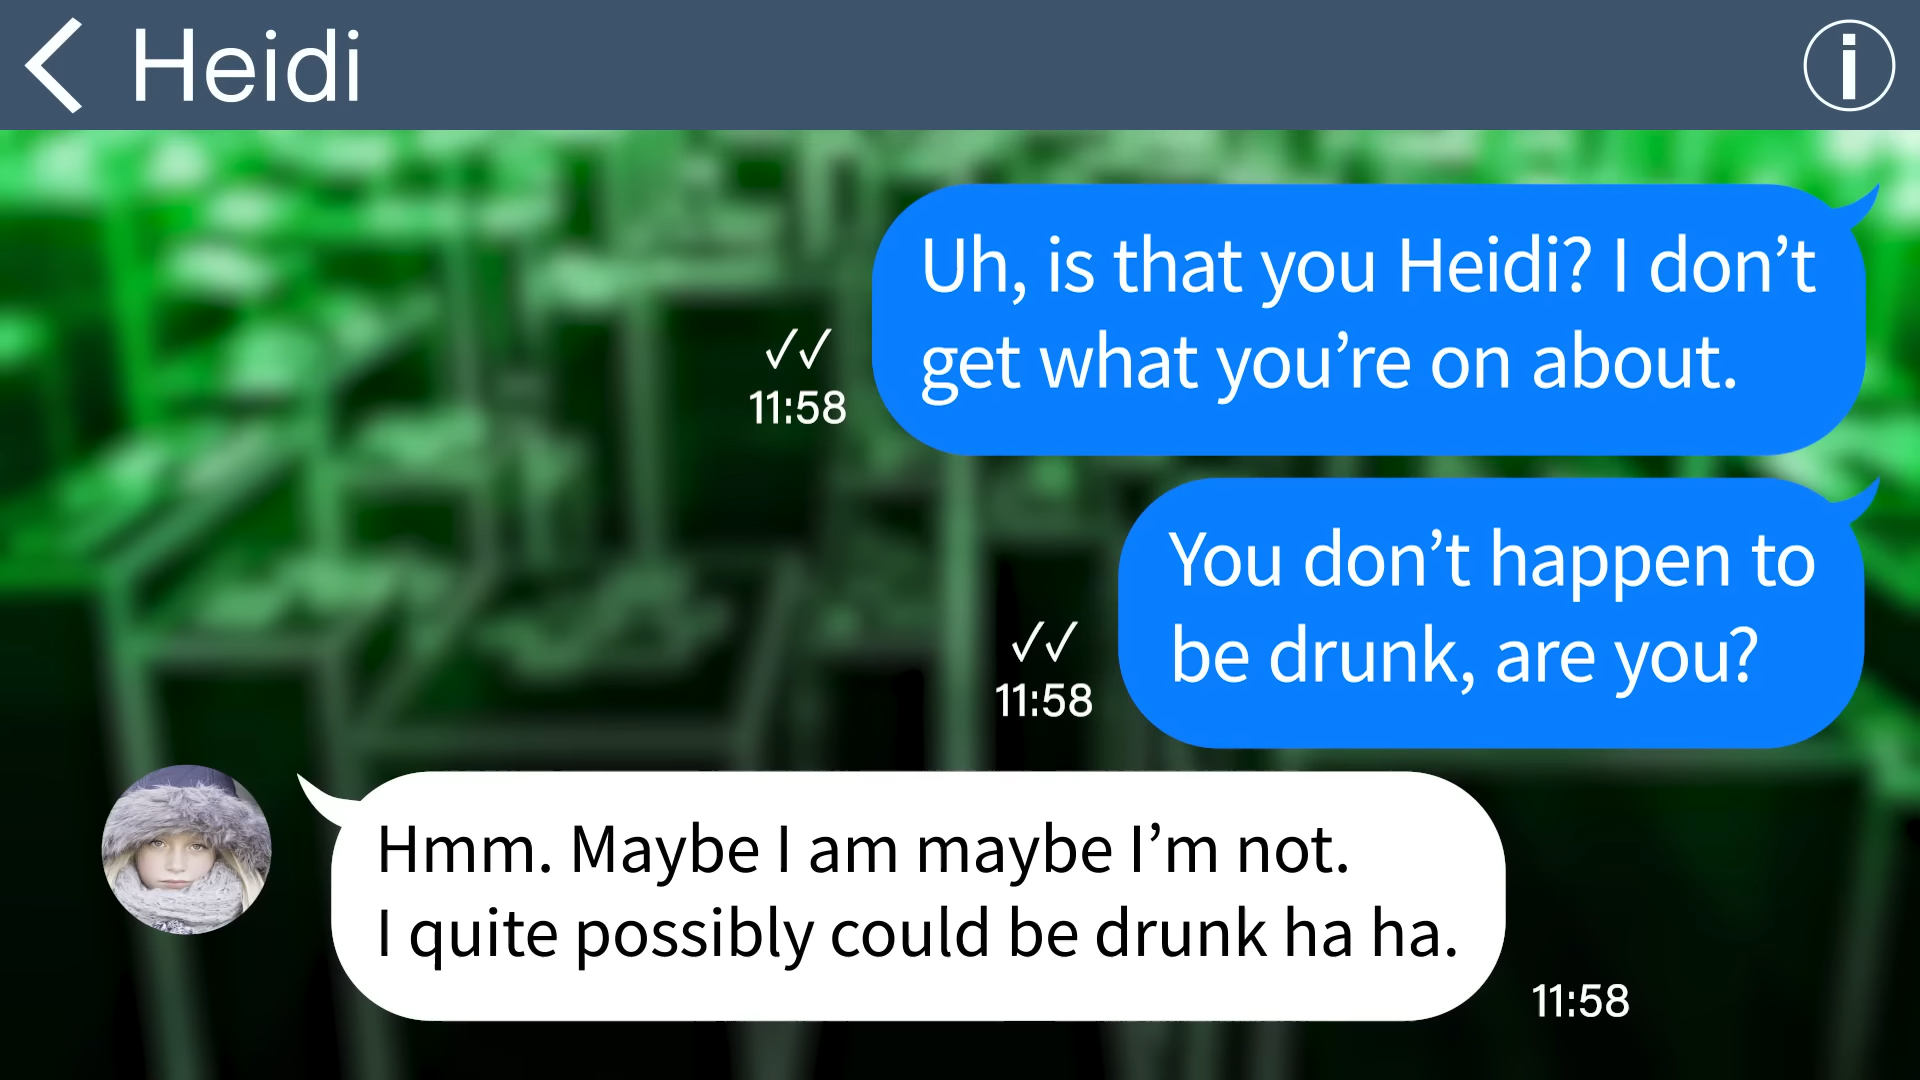 Heidi
Uh, is that you Heidi? I don’t
get what you’re on about.
11:58
You don’t happen to
be drunk, are you?
11:58
Hmm. Maybe I am maybe I’m not.
I quite possibly could be drunk ha ha.
11:58